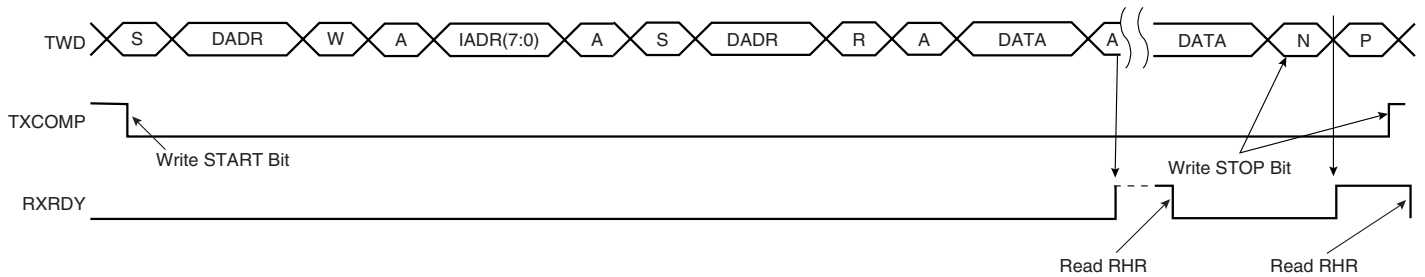 TWD S DADR W A IADR(7:0) A S DADR R A DATA A DATA N P
TXCOMP
Write START Bit
Write STOP Bit
RXRDY
Read RHR Read RHR